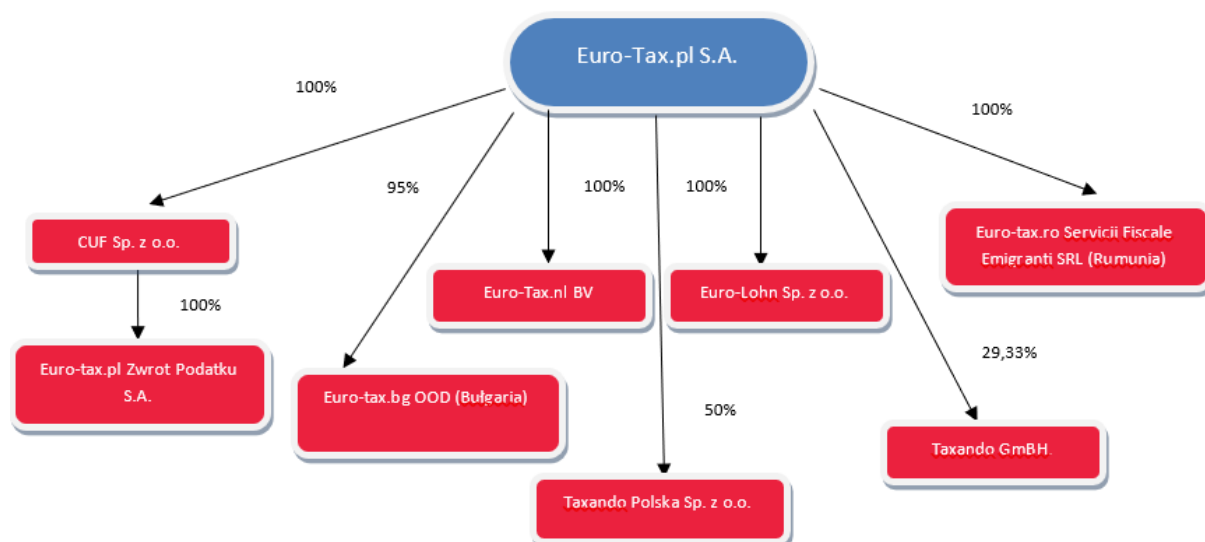 Euro-Tax.pl S.A.
100%
100%
95%
100%
100%
CUF Sp. z o.o.
Euro-tax.ro Servicii Fiscale
Emigranti SRL (Rumunia)
Euro-Tax.nl BV
Euro-Lohn Sp. z o.o.
100%
29,33%
Euro-tax.pl Zwrot Podatku
S.A.
Euro-tax.bg OOD (Bułgaria)
50%
Taxando GmBH.
Taxando Polska Sp. z o.o.